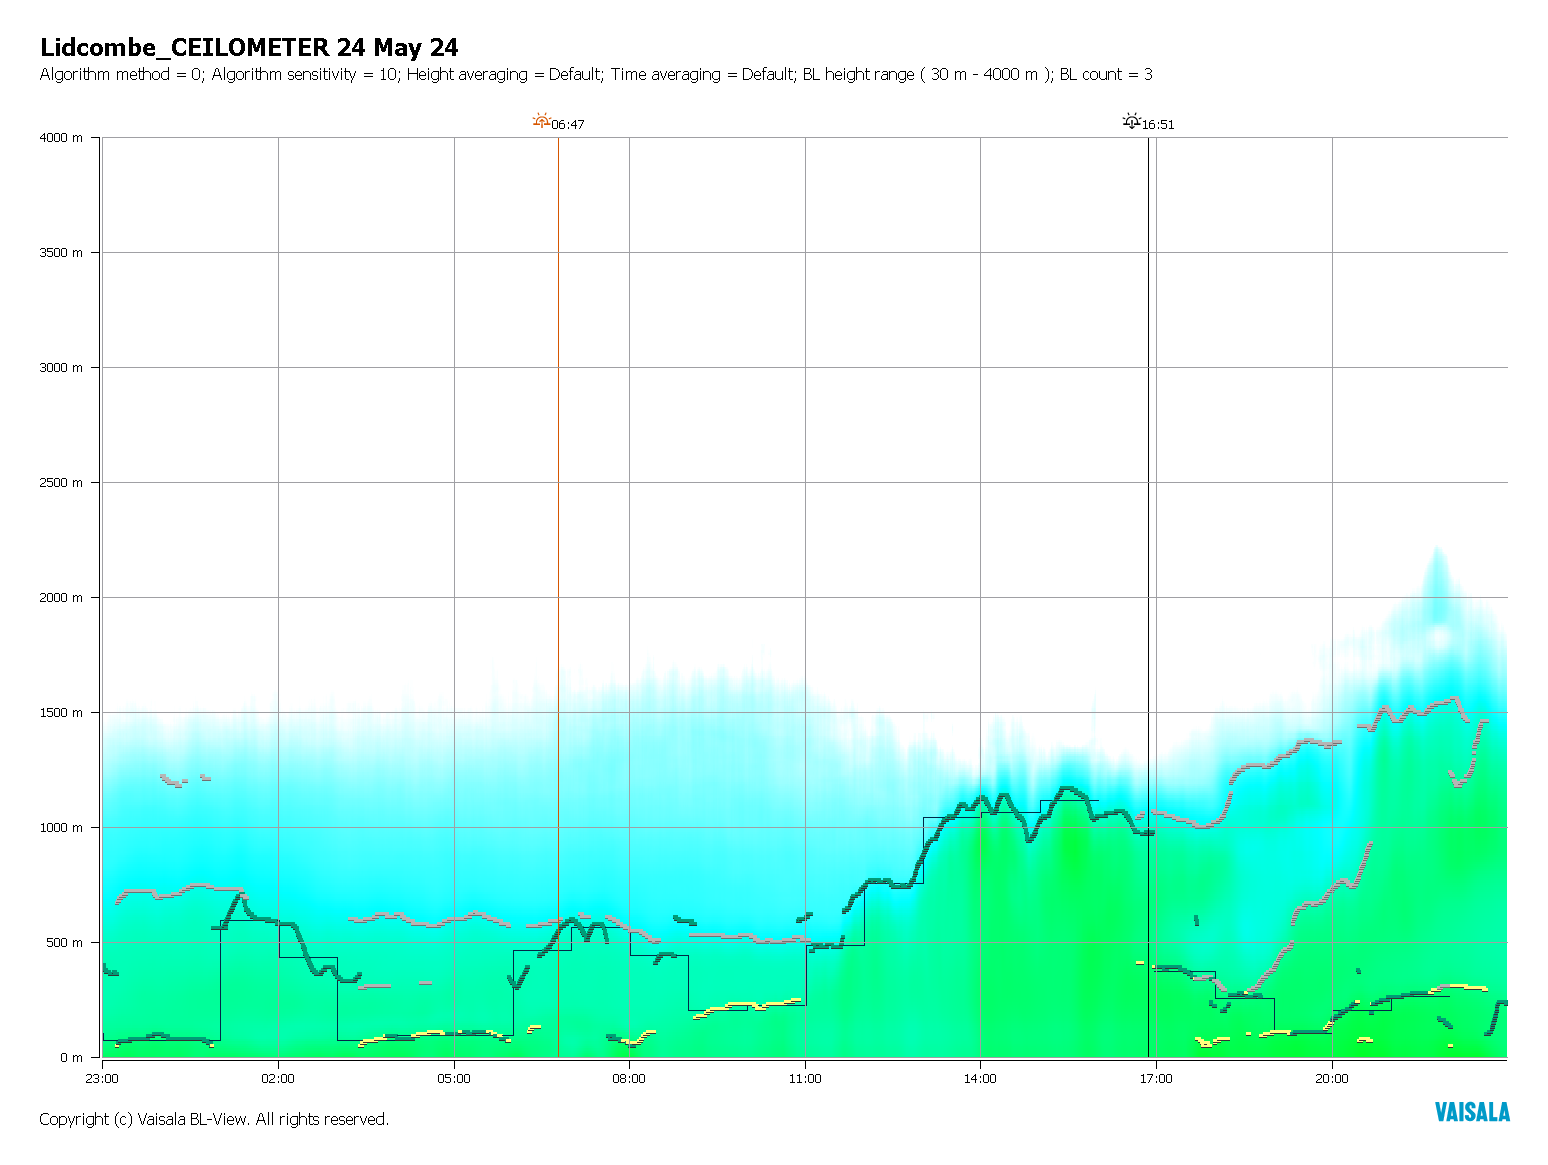 Lidcombe_CEILOMETER 24 May 24
Algorithm method = 0; Algorithm sensitivity = 10; Height averaging = Default; Time averaging = Default; BL height range ( 30 m - 4000 m ); BL count = 3
06:47
16:51
4000 m
3500 m
3000 m
2500 m
2000 m
1500 m
1000 m
500 m
0 m
23:00
02:00
05:00
08:00
11:00
14:00
17:00
20:00
Copyright (c) Vaisala BL-View. All rights reserved.
VAISALA